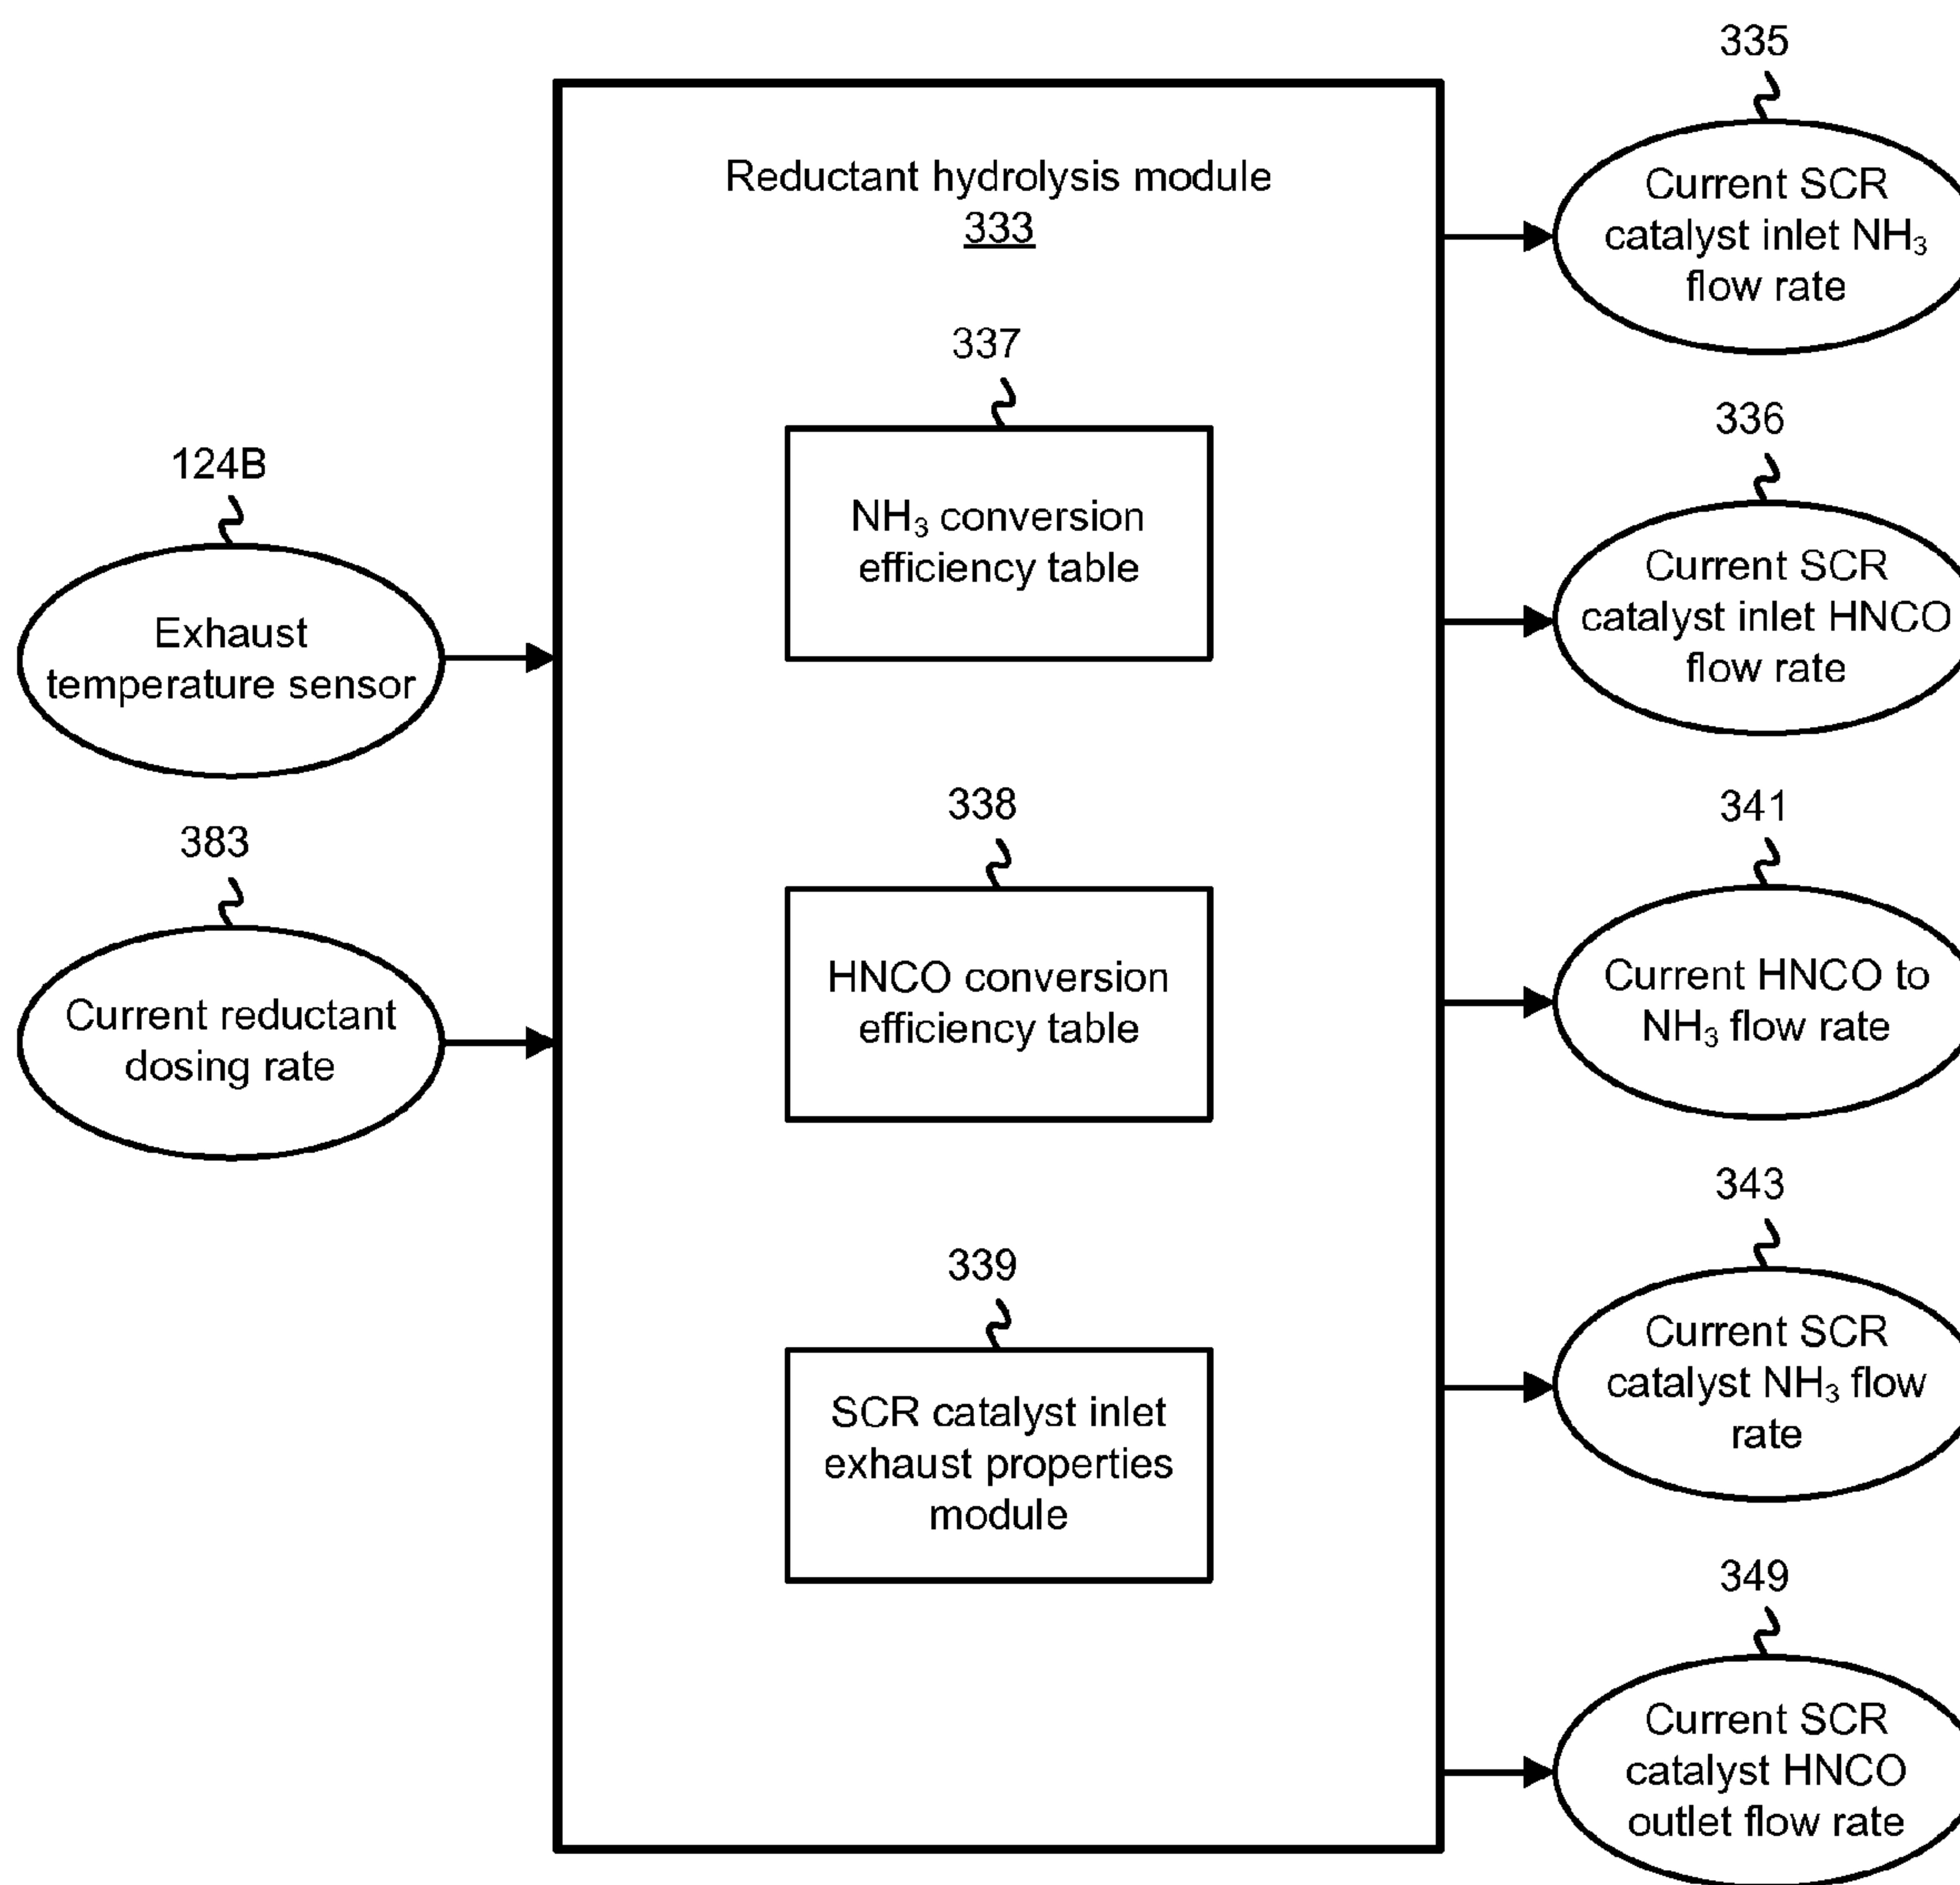 124B
Exhaust
temperature sensor
383
Current reductant
dosing rate
Reductant hydrolysis module
333
337
NH₃ conversion
efficiency table
338
HNCO conversion
efficiency table
339
SCR catalyst inlet
exhaust properties
module
335
Current SCR
catalyst inlet NH₃
flow rate
336
Current SCR
catalyst inlet HNCO
flow rate
341
Current HNCO to
NH₃ flow rate
343
Current SCR
catalyst NH₃ flow
rate
349
Current SCR
catalyst HNCO
outlet flow rate